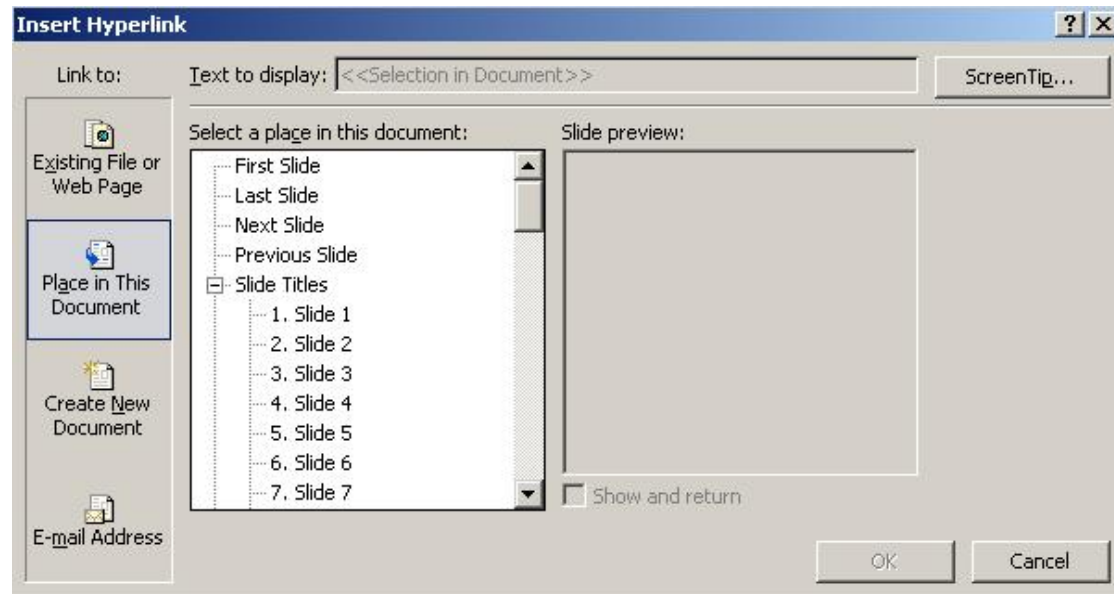 Insert Hyperlink
Link to:
Text to display: <<Selection in Document>>
ScreenTip...
Existing File or
Web Page
Place in This
Document
Create New
Document
E-mail Address
Select a place in this document:
First Slide
Last Slide
Next Slide
Previous Slide
Slide Titles
1. Slide 1
2. Slide 2
3. Slide 3
4. Slide 4
5. Slide 5
6. Slide 6
7. Slide 7
Slide preview:
Show and return
OK
Cancel